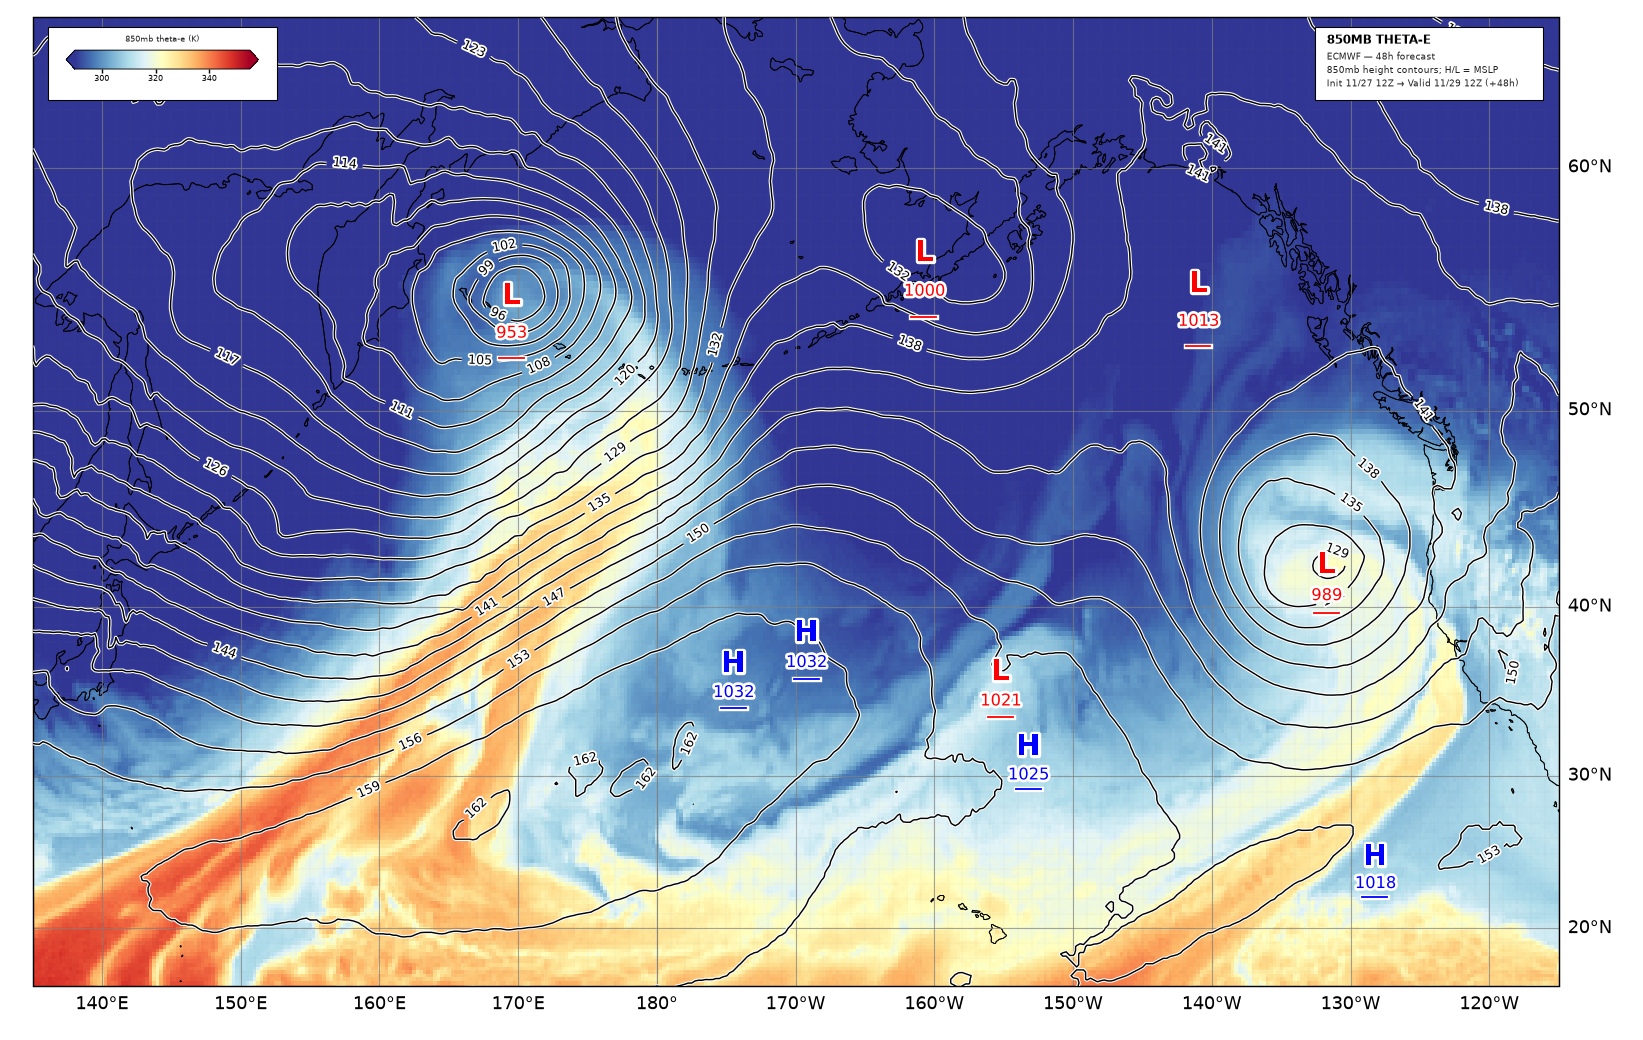 850mb theta-e (K)
300 320 340
850MB THETA-E
ECMWF — 48h forecast
850mb height contours; H/L = MSLP
Init 11/27 12Z → Valid 11/29 12Z (+48h)
123
114
141
141
138
102
99
96
L
953
105
108
L
1000
132
138
L
1013
132
117
120
111
141
126
129
135
138
135
150
129
L
989
141
147
144
153
H
1032
H
1032
L
1021
150
156
162
162
162
H
1025
159
162
H
1018
153
60°N
50°N
40°N
30°N
20°N
140°E 150°E 160°E 170°E 180° 170°W 160°W 150°W 140°W 130°W 120°W